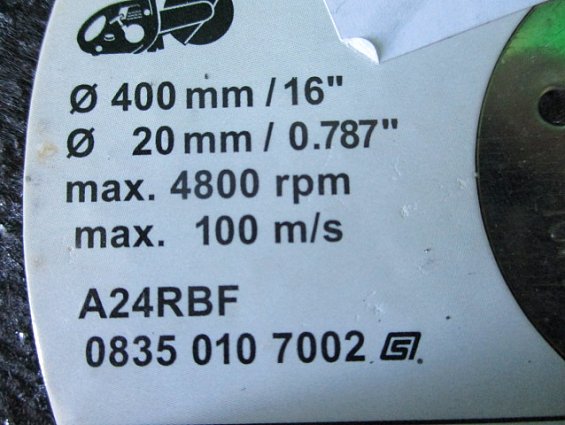 Ø 400 mm / 16"
Ø 20 mm / 0.787"
max. 4800 rpm
max. 100 m/s
A24RBF
0835 010 7002